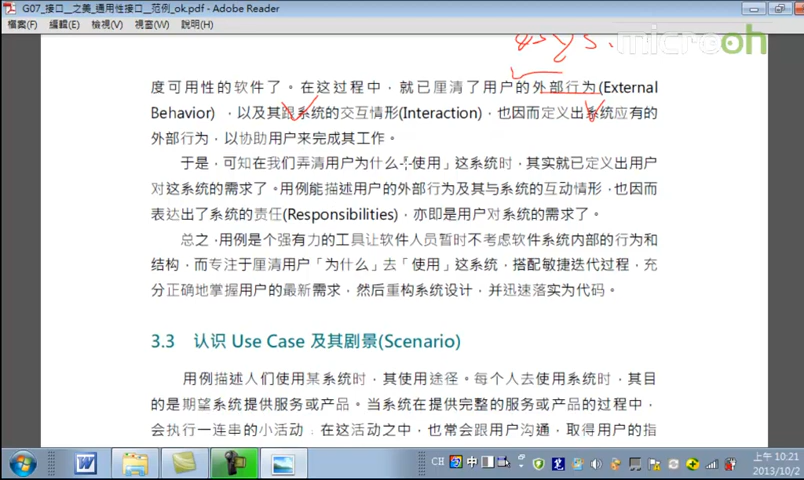 G07_接口__之美_通用性接口__范例_ok.pdf - Adobe Reader
檔案(F) 編輯(E) 檢視(V) 視窗(W) 說明(H)
microoh
sys.
度可用性的软件了。在这过程中，就已厘清了用户的外部行为(External
Behavior)，以及其跟系统的交互情形(Interaction)，也因而定义出系统应有的
外部行为，以协助用户来完成其工作。
于是，可知在我们弄清用户为什么 使用」这系统时，其实就已定义出用户
对这系统的需求了。用例能描述用户的外部行为及其与系统的互动情形，也因而
表达出了系统的责任(Responsibilities)，亦即是用户对系统的需求了。
总之，用例是个强有力的工具让软件人员暂时不考虑软件系统内部的行为和
结构，而专注于厘清用户「为什么」去「使用」这系统，搭配敏捷迭代过程，充
分正确地掌握用户的最新需求，然后重构系统设计，并迅速落实为代码。
3.3 认识 Use Case 及其剧景(Scenario)
用例描述人们使用某系统时，其使用途径。每个人去使用系统时，其目
的是期望系统提供服务或产品。当系统在提供完整的服务或产品的过程中，
会执行一连串的小活动 在这活动之中，也常会跟用户沟通，取得用户的指
CH 中
上午 10:21
2013/10/2